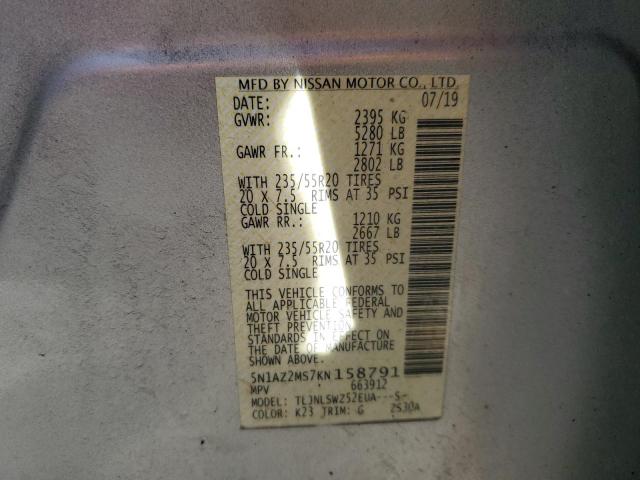 MFD BY NISSAN MOTOR CO., LTD.
DATE: 07/19
GVWR: 2395 KG
5280 LB
GAWR FR.: 1271 KG
2802 LB
WITH 235/55R20 TIRES
20 X 7.5 RIMS AT 35 PSI
COLD SINGLE
GAWR RR.: 1210 KG
2667 LB
WITH 235/55R20 TIRES
20 X 7.5 RIMS AT 35 PSI
COLD SINGLE
THIS VEHICLE CONFORMS TO
ALL APPLICABLE FEDERAL
MOTOR VEHICLE SAFETY AND
THEFT PREVENTION
STANDARDS IN EFFECT ON
THE DATE OF MANUFACTURE
SHOWN ABOVE.
5N1AZ2MS7KN158791
MPV 663912
MODEL: TLJNLSWZ52EUA---S-
COLOR: K23 TRIM: G 2S30A